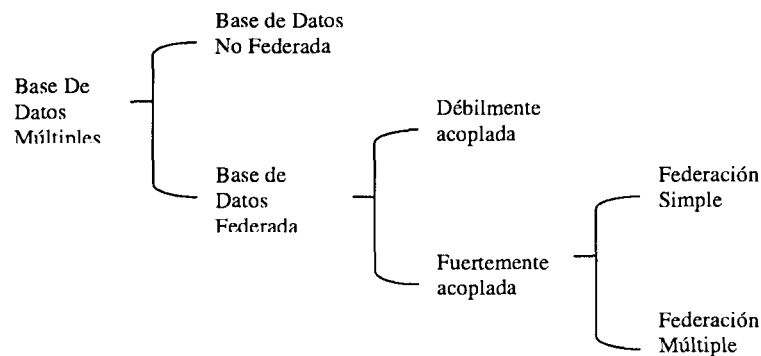 Base de Datos
No Federada
Base De
Datos
Múltiples
Débilmente
acoplada
Base de
Datos
Federada
Federación
Simple
Fuertemente
acoplada
Federación
Múltiple